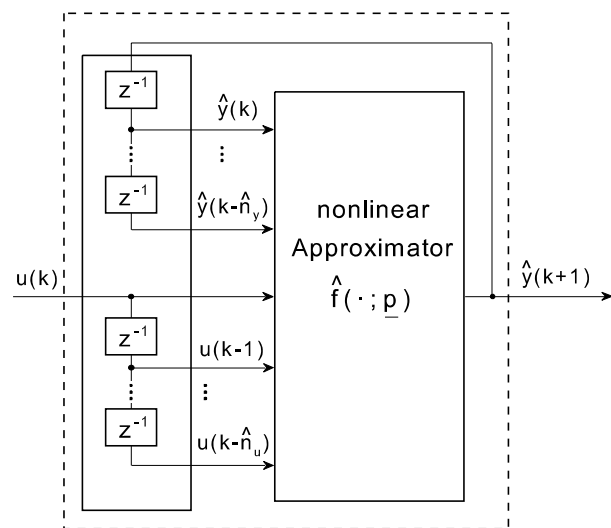 z⁻¹
ŷ(k)
z⁻¹
ŷ(k-n̂_y)
nonlinear
Approximator
f̂(·;p̲)
u(k)
ŷ(k+1)
z⁻¹
u(k-1)
z⁻¹
u(k-n̂_u)